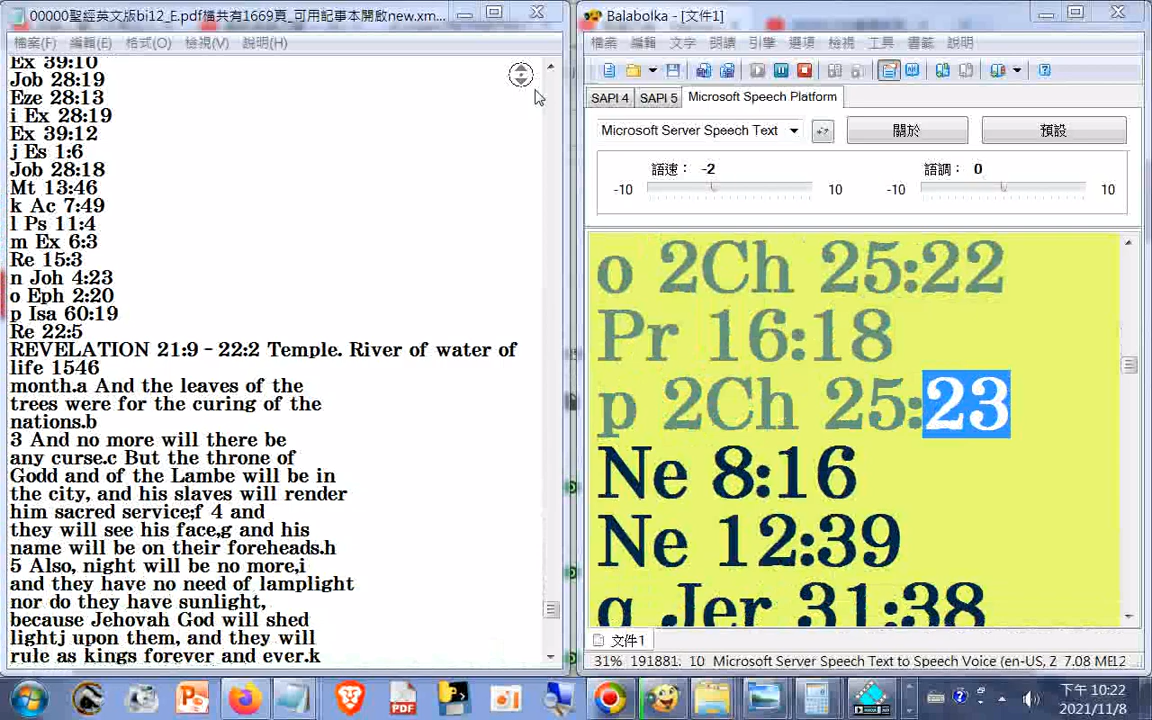 00000聖經英文版bi12_E.pdf檔共有1669頁_可用記事本開啟new.xm...
檔案(F) 編輯(E) 格式(O) 檢視(V) 說明(H)
Ex 39:10
Job 28:19
Eze 28:13
i Ex 28:19
Ex 39:12
j Es 1:6
Job 28:18
Mt 13:46
k Ac 7:49
l Ps 11:4
m Ex 6:3
Re 15:3
n Joh 4:23
o Eph 2:20
p Isa 60:19
Re 22:5
REVELATION 21:9 - 22:2 Temple. River of water of
life 1546
month.a And the leaves of the
trees were for the curing of the
nations.b
3 And no more will there be
any curse.c But the throne of
Godd and of the Lambe will be in
the city, and his slaves will render
him sacred service;f 4 and
they will see his face,g and his
name will be on their foreheads.h
5 Also, night will be no more,i
and they have no need of lamplight
nor do they have sunlight,
because Jehovah God will shed
lightj upon them, and they will
rule as kings forever and ever.k
Balabolka - [文件1]
檔案 編輯 文字 朗讀 引擎 選項 檢視 工具 書籤 說明
SAPI 4 SAPI 5 Microsoft Speech Platform
Microsoft Server Speech Text 關於 預設
語速： -2 語調： 0
-10 10 -10 10
o 2Ch 25:22
Pr 16:18
p 2Ch 25:23
Ne 8:16
Ne 12:39
q Jer 31:38
文件1
31% 191881. 10 Microsoft Server Speech Text to Speech Voice (en-US, Z 7.08 ME12
PDF
下午 10:22
2021/11/8